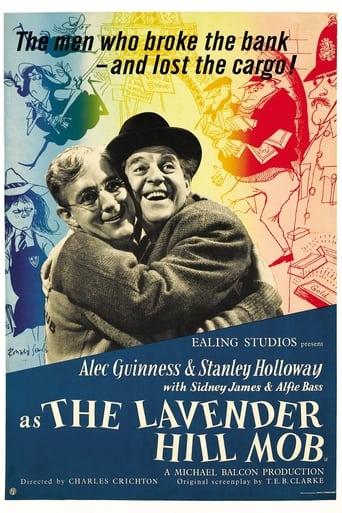 The men who broke the bank
– and lost the cargo!
EALING STUDIOS present
Alec Guinness & Stanley Holloway
with Sidney James & Alfie Bass
as THE LAVENDER
HILL MOB
A MICHAEL BALCON PRODUCTION
Directed by CHARLES CRICHTON
Original screenplay by T.E.B. CLARKE
Gold